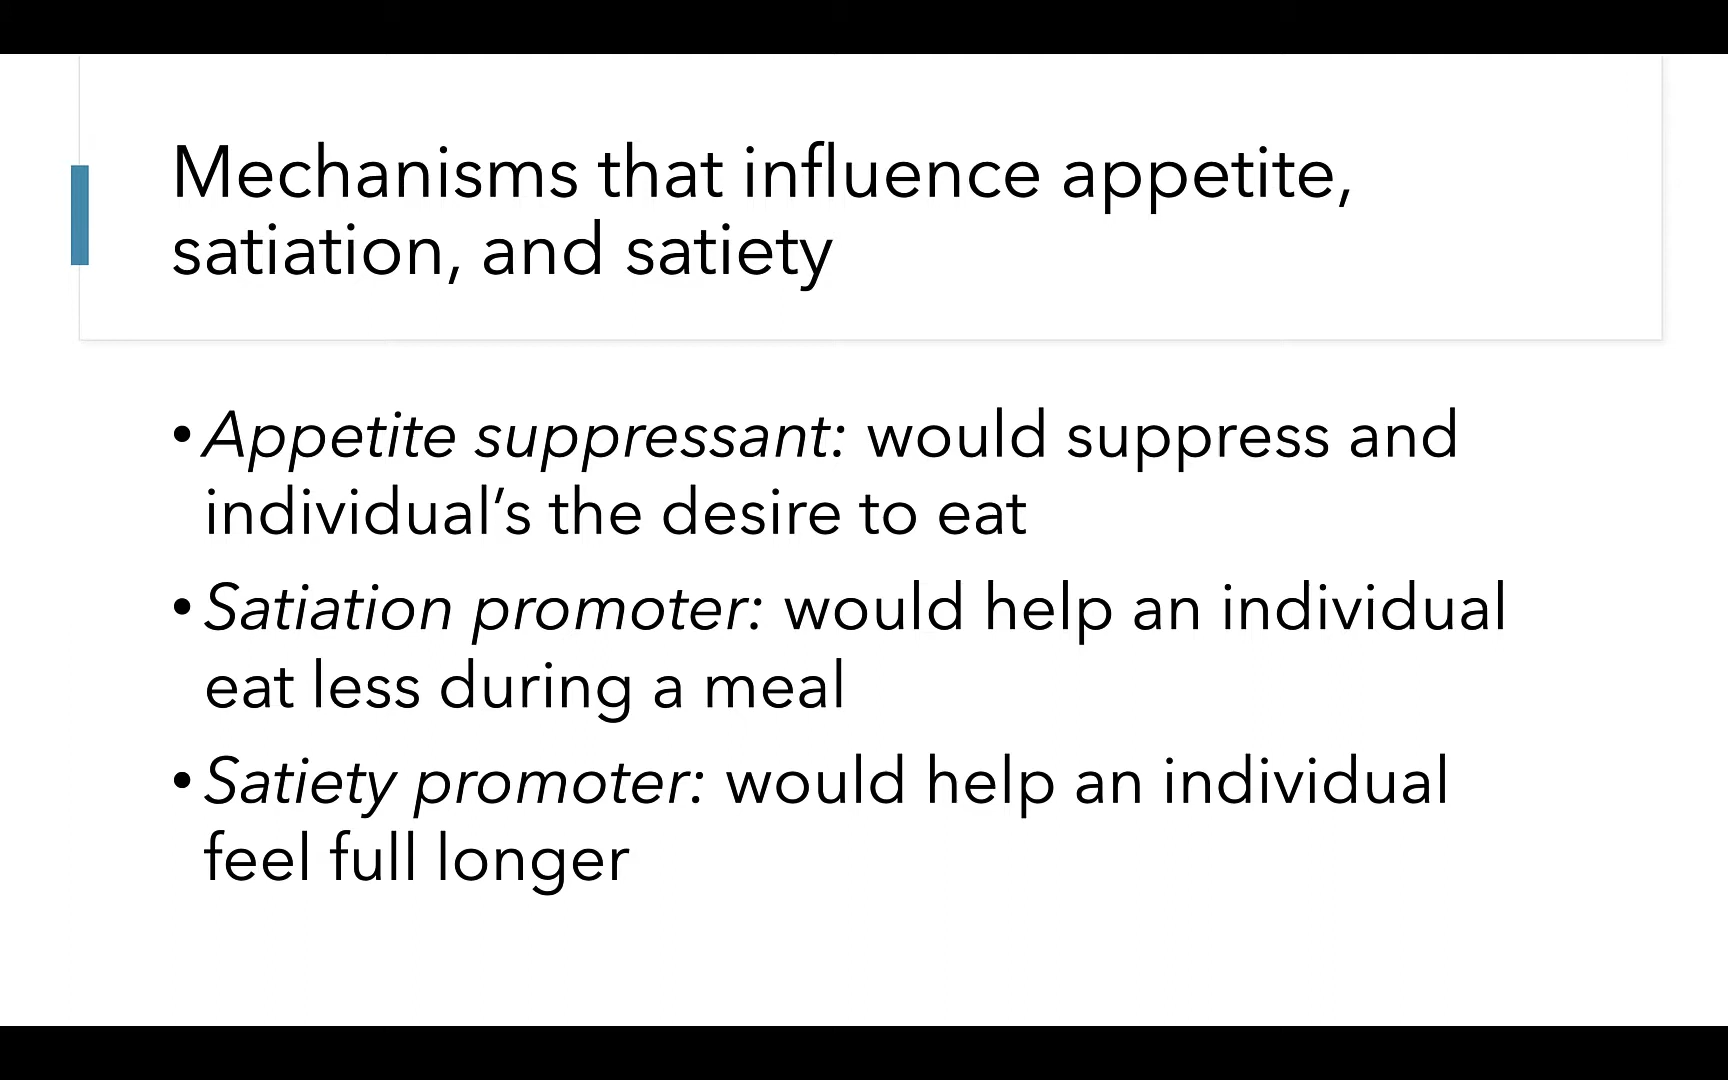 Mechanisms that influence appetite,
satiation, and satiety
• Appetite suppressant: would suppress and
individual’s the desire to eat
• Satiation promoter: would help an individual
eat less during a meal
• Satiety promoter: would help an individual
feel full longer